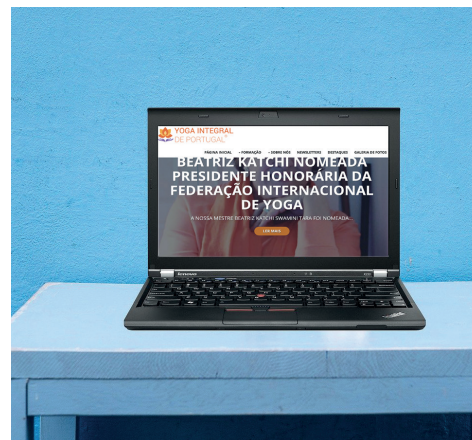 YOGA INTEGRAL
DE PORTUGAL
PÁGINA INICIAL FORMAÇÃO SOBRE NÓS NEWSLETTERS DESTAQUES GALERIA DE FOTOS
BEATRIZ KATCHI NOMEADA
PRESIDENTE HONORÁRIA DA
FEDERAÇÃO INTERNACIONAL
DE YOGA
A NOSSA MESTRE BEATRIZ KATCHI SWAMINI TARA FOI NOMEADA
LER MAIS
lenovo
ThinkPad